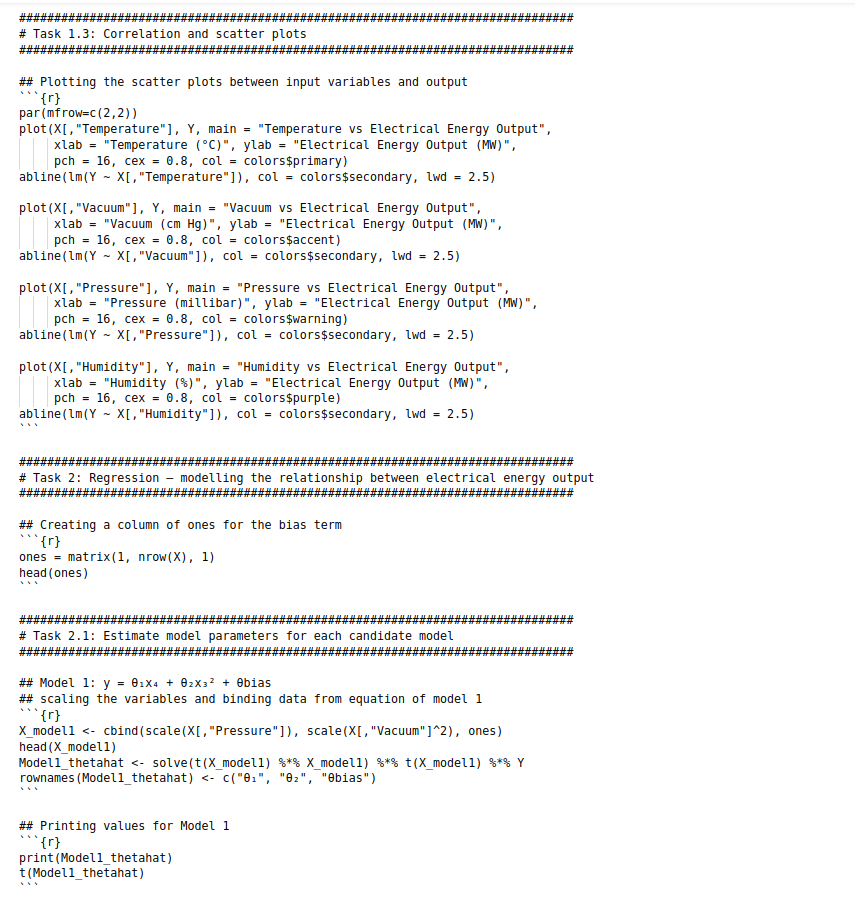 ###############################################################################
# Task 1.3: Correlation and scatter plots
###############################################################################
## Plotting the scatter plots between input variables and output
```{r}
par(mfrow=c(2,2))
plot(X[,"Temperature"], Y, main = "Temperature vs Electrical Energy Output",
     xlab = "Temperature (°C)", ylab = "Electrical Energy Output (MW)",
     pch = 16, cex = 0.8, col = colors$primary)
abline(lm(Y ~ X[,"Temperature"]), col = colors$secondary, lwd = 2.5)
plot(X[,"Vacuum"], Y, main = "Vacuum vs Electrical Energy Output",
     xlab = "Vacuum (cm Hg)", ylab = "Electrical Energy Output (MW)",
     pch = 16, cex = 0.8, col = colors$accent)
abline(lm(Y ~ X[,"Vacuum"]), col = colors$secondary, lwd = 2.5)
plot(X[,"Pressure"], Y, main = "Pressure vs Electrical Energy Output",
     xlab = "Pressure (millibar)", ylab = "Electrical Energy Output (MW)",
     pch = 16, cex = 0.8, col = colors$warning)
abline(lm(Y ~ X[,"Pressure"]), col = colors$secondary, lwd = 2.5)
plot(X[,"Humidity"], Y, main = "Humidity vs Electrical Energy Output",
     xlab = "Humidity (%)", ylab = "Electrical Energy Output (MW)",
     pch = 16, cex = 0.8, col = colors$purple)
abline(lm(Y ~ X[,"Humidity"]), col = colors$secondary, lwd = 2.5)
```
###############################################################################
# Task 2: Regression – modelling the relationship between electrical energy output
###############################################################################
## Creating a column of ones for the bias term
```{r}
ones = matrix(1, nrow(X), 1)
head(ones)
```
###############################################################################
# Task 2.1: Estimate model parameters for each candidate model
###############################################################################
## Model 1: y = θ₁x₄ + θ₂x₃² + θbias
## scaling the variables and binding data from equation of model 1
```{r}
X_model1 <- cbind(scale(X[,"Pressure"]), scale(X[,"Vacuum"]^2), ones)
head(X_model1)
Model1_thetahat <- solve(t(X_model1) %*% X_model1) %*% t(X_model1) %*% Y
rownames(Model1_thetahat) <- c("θ₁", "θ₂", "θbias")
```
## Printing values for Model 1
```{r}
print(Model1_thetahat)
t(Model1_thetahat)
```